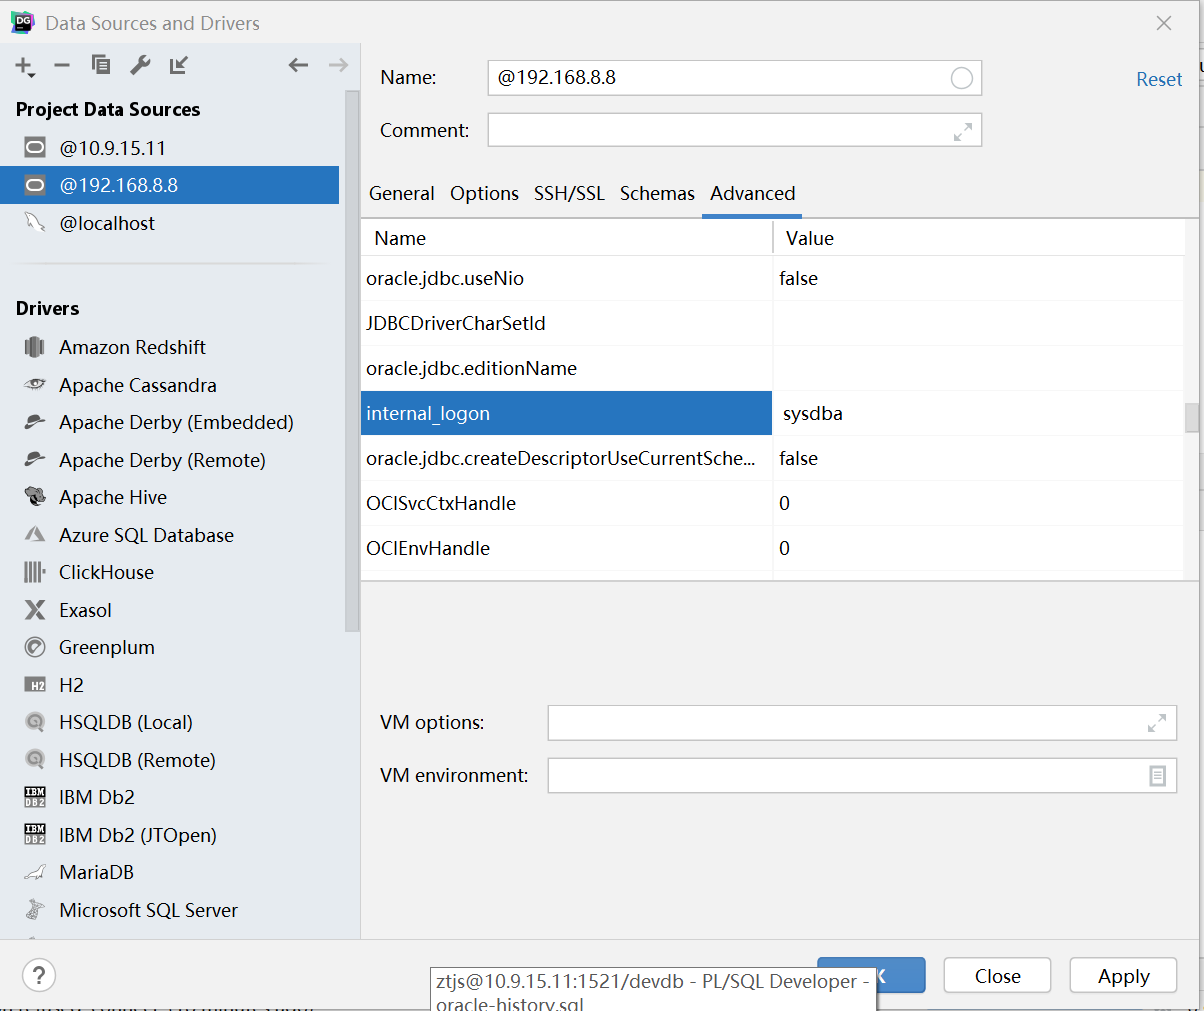 DG
Data Sources and Drivers
Project Data Sources
@10.9.15.11
@192.168.8.8
@localhost
Drivers
Amazon Redshift
Apache Cassandra
Apache Derby (Embedded)
Apache Derby (Remote)
Apache Hive
Azure SQL Database
ClickHouse
Exasol
Greenplum
H2 H2
HSQLDB (Local)
HSQLDB (Remote)
IBM DB2 IBM Db2
IBM DB2 IBM Db2 (JTOpen)
MariaDB
Microsoft SQL Server
Name: @192.168.8.8
Reset
Comment:
General Options SSH/SSL Schemas Advanced
Name Value
oracle.jdbc.useNio false
JDBCDriverCharSetId
oracle.jdbc.editionName
internal_logon sysdba
oracle.jdbc.createDescriptorUseCurrentSche... false
OCISvcCtxHandle 0
OCIEnvHandle 0
VM options:
VM environment:
? Close Apply
ztjs@10.9.15.11:1521/devdb - PL/SQL Developer -
oracle-history.sql